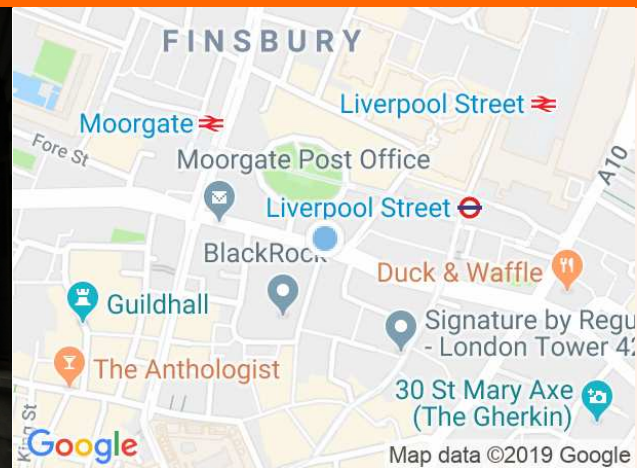 FINSBURY
Liverpool Street
Moorgate
Fore St
Moorgate Post Office
A10
Liverpool Street
BlackRock
Duck & Waffle
Guildhall
Signature by Regu
- London Tower 42
The Anthologist
30 St Mary Axe
(The Gherkin)
King St
Google
Map data ©2019 Google